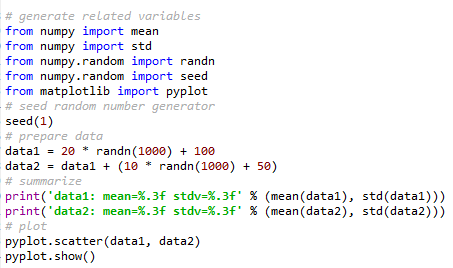 # generate related variables
from numpy import mean
from numpy import std
from numpy.random import randn
from numpy.random import seed
from matplotlib import pyplot
# seed random number generator
seed(1)
# prepare data
data1 = 20 * randn(1000) + 100
data2 = data1 + (10 * randn(1000) + 50)
# summarize
print('data1: mean=%.3f stdv=%.3f' % (mean(data1), std(data1)))
print('data2: mean=%.3f stdv=%.3f' % (mean(data2), std(data2)))
# plot
pyplot.scatter(data1, data2)
pyplot.show()